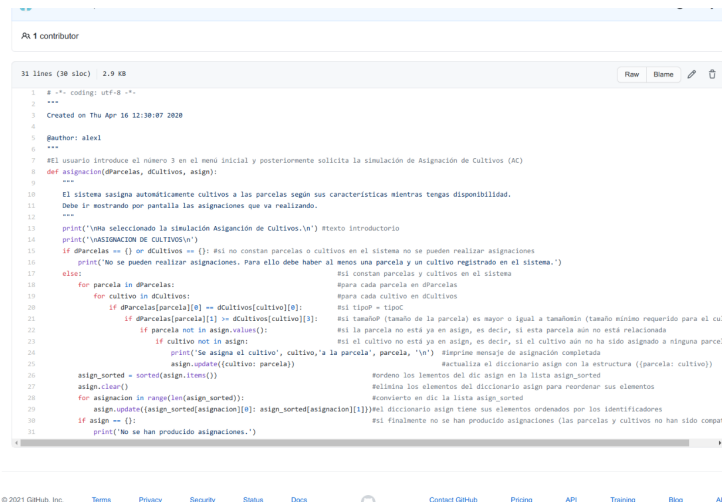 1 contributor
31 lines (30 sloc) 2.9 KB
Raw Blame
1 # -*- coding: utf-8 -*-
2 """
3 Created on Thu Apr 16 12:30:07 2020
4
5 @author: alexl
6 """
7 #El usuario introduce el número 3 en el menú inicial y posteriormente solicita la simulación de Asignación de Cultivos (AC)
8 def asignacion(dParcelas, dCultivos, asign):
9 """
10 El sistema sasigna automáticamente cultivos a las parcelas según sus características mientras tengas disponibilidad.
11 Debe ir mostrando por pantalla las asignaciones que va realizando.
12 """
13 print('\nHa seleccionado la simulación Asiganción de Cultivos.\n') #texto introductorio
14 print('\nASIGNACION DE CULTIVOS\n')
15 if dParcelas == {} or dCultivos == {}: #si no constan parcelas o cultivos en el sistema no se pueden realizar asignaciones
16 print('No se pueden realizar asignaciones. Para ello debe haber al menos una parcela y un cultivo registrado en el sistema.')
17 else: #si constan parcelas y cultivos en el sistema
18 for parcela in dParcelas: #para cada parcela en dParcelas
19 for cultivo in dCultivos: #para cada cultivo en dCultivos
20 if dParcelas[parcela][0] == dCultivos[cultivo][0]: #si tipoP = tipoC
21 if dParcelas[parcela][1] >= dCultivos[cultivo][3]: #si tamañoP (tamaño de la parcela) es mayor o igual a tamañomin (tamaño mínimo requerido para el cul
22 if parcela not in asign.values(): #si la parcela no está ya en asign, es decir, si esta parcela aún no está relacionada
23 if cultivo not in asign: #si el cultivo no está ya en asign, es decir, si el cultivo aún no ha sido asignado a ninguna parcel
24 print('Se asigna el cultivo', cultivo,'a la parcela', parcela, '\n') #imprime mensaje de asignación completada
25 asign.update({cultivo: parcela}) #actualiza el diccionario asign con la estructura ({parcela: cultivo})
26 asign_sorted = sorted(asign.items()) #ordeno los lementos del dic asign en la lista asign_sorted
27 asign.clear() #elimina los elementos del diccionario asign para reordenar sus elementos
28 for asignacion in range(len(asign_sorted)): #convierto en dic la lista asign_sorted
29 asign.update({asign_sorted[asignacion][0]: asign_sorted[asignacion][1]})#el diccionario asign tiene sus elementos ordenados por los identificadores
30 if asign == {}: #si finalmente no se han producido asignaciones (las parcelas y cultivos no han sido compat
31 print('No se han producido asignaciones.')
© 2021 GitHub, Inc. Terms Privacy Security Status Docs Contact GitHub Pricing API Training Blog